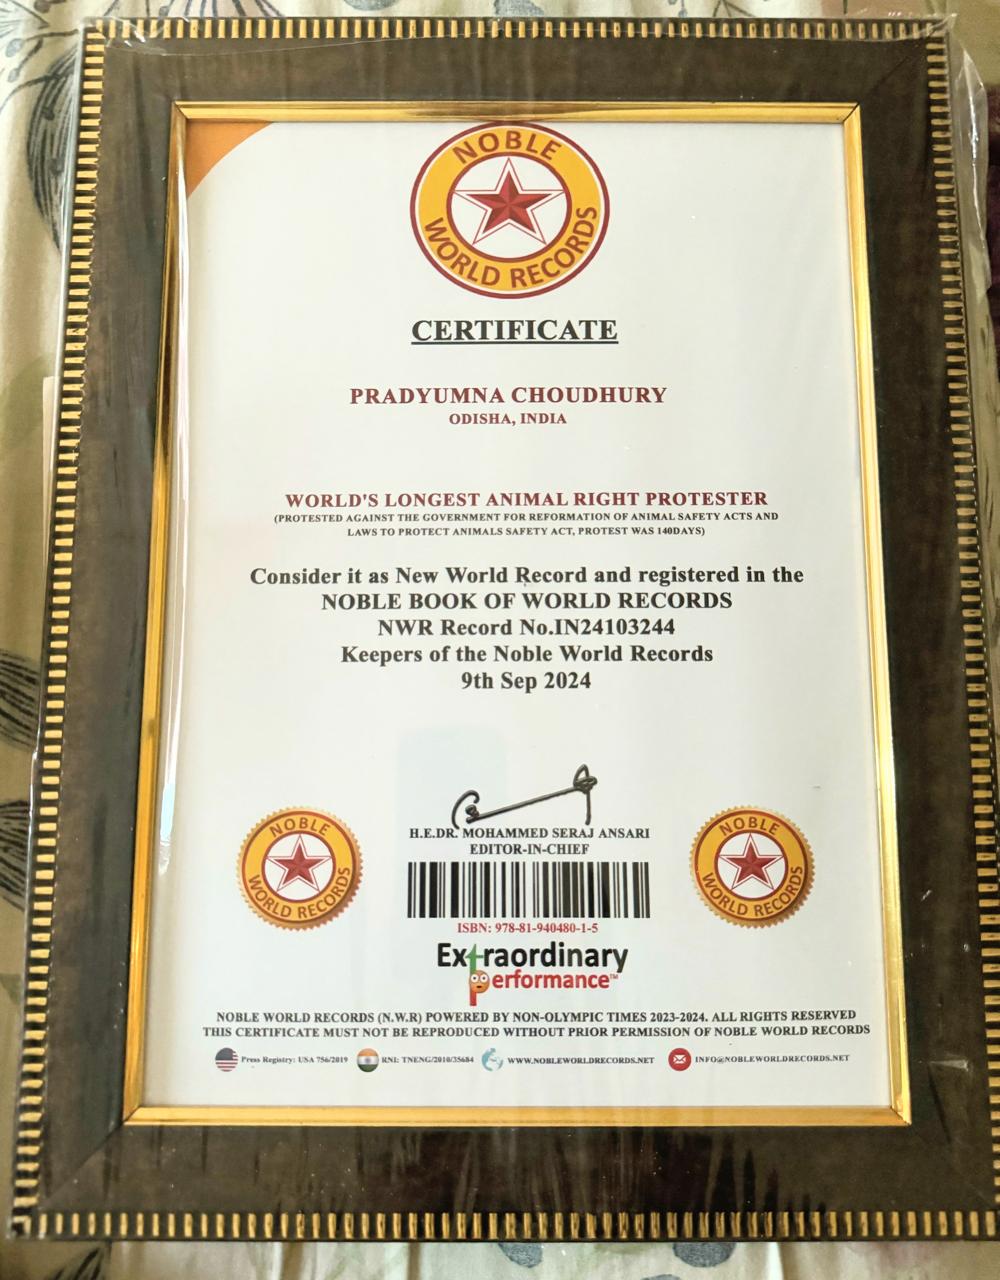 NOBLE
WORLD RECORDS
CERTIFICATE
PRADYUMNA CHOUDHURY
ODISHA, INDIA
WORLD'S LONGEST ANIMAL RIGHT PROTESTER
(PROTESTED AGAINST THE GOVERNMENT FOR REFORMATION OF ANIMAL SAFETY ACTS AND
LAWS TO PROTECT ANIMALS SAFETY ACT, PROTEST WAS 140DAYS)
Consider it as New World Record and registered in the
NOBLE BOOK OF WORLD RECORDS
NWR Record No.IN24103244
Keepers of the Noble World Records
9th Sep 2024
H.E.DR. MOHAMMED SERAJ ANSARI
EDITOR-IN-CHIEF
NOBLE
WORLD RECORDS
NOBLE
WORLD RECORDS
ISBN: 978-81-940480-1-5
Extraordinary
Performance™
NOBLE WORLD RECORDS (N.W.R) POWERED BY NON-OLYMPIC TIMES 2023-2024. ALL RIGHTS RESERVED
THIS CERTIFICATE MUST NOT BE REPRODUCED WITHOUT PRIOR PERMISSION OF NOBLE WORLD RECORDS
Press Registry: USA 756/2019 RNI: TNENG/2010/35684 WWW.NOBLEWORLDRECORDS.NET INFO@NOBLEWORLDRECORDS.NET